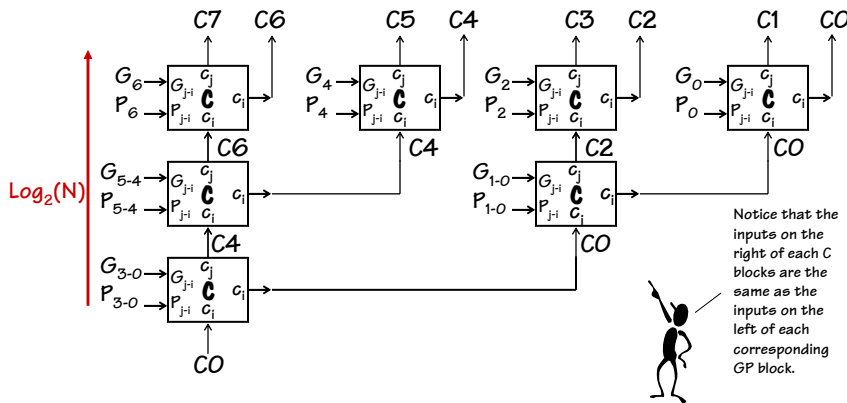 C7 C6 C5 C4 C3 C2 C1 C0
G6 Gj-i cj ci G4 Gj-i cj ci G2 Gj-i cj ci G0 Gj-i cj ci
P6 Pj-i C ci P4 Pj-i C ci P2 Pj-i C ci P0 Pj-i C ci
C6 C4 C2 C0
G5-4 Gj-i cj ci G1-0 Gj-i cj ci
Log2(N)
P5-4 Pj-i C ci P1-0 Pj-i C ci
C4 C0
G3-0 Gj-i cj ci
P3-0 Pj-i C ci
C0
Notice that the
inputs on the
right of each C
blocks are the
same as the
inputs on the
left of each
corresponding
GP block.